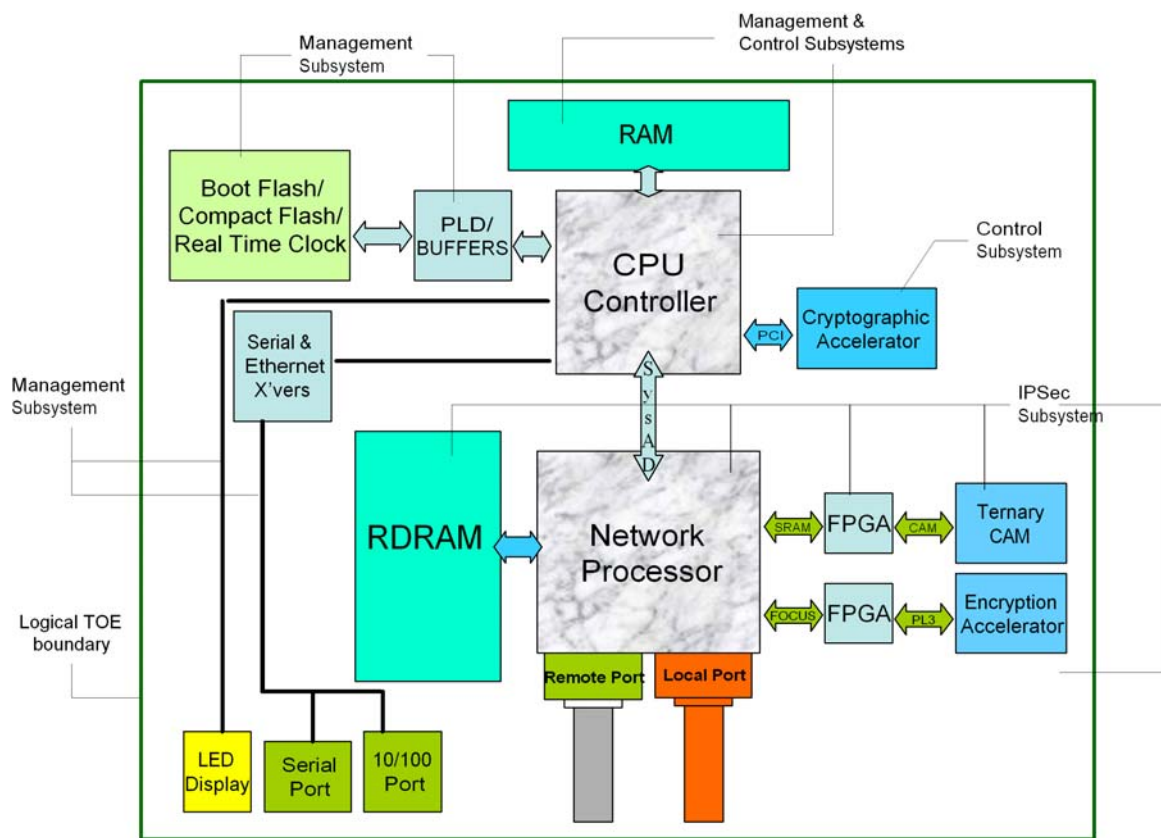 Management &
Control Subsystems
Management
Subsystem
RAM
Boot Flash/
Compact Flash/
Real Time Clock
PLD/
BUFFERS
CPU
Controller
Control
Subsystem
PCI
Cryptographic
Accelerator
Serial &
Ethernet
X'vers
Management
Subsystem
SysAD
IPSec
Subsystem
RDRAM
Network
Processor
SRAM
FPGA
CAM
Ternary
CAM
FOCUS
FPGA
PL3
Encryption
Accelerator
Logical TOE
boundary
Remote Port
Local Port
LED
Display
Serial
Port
10/100
Port